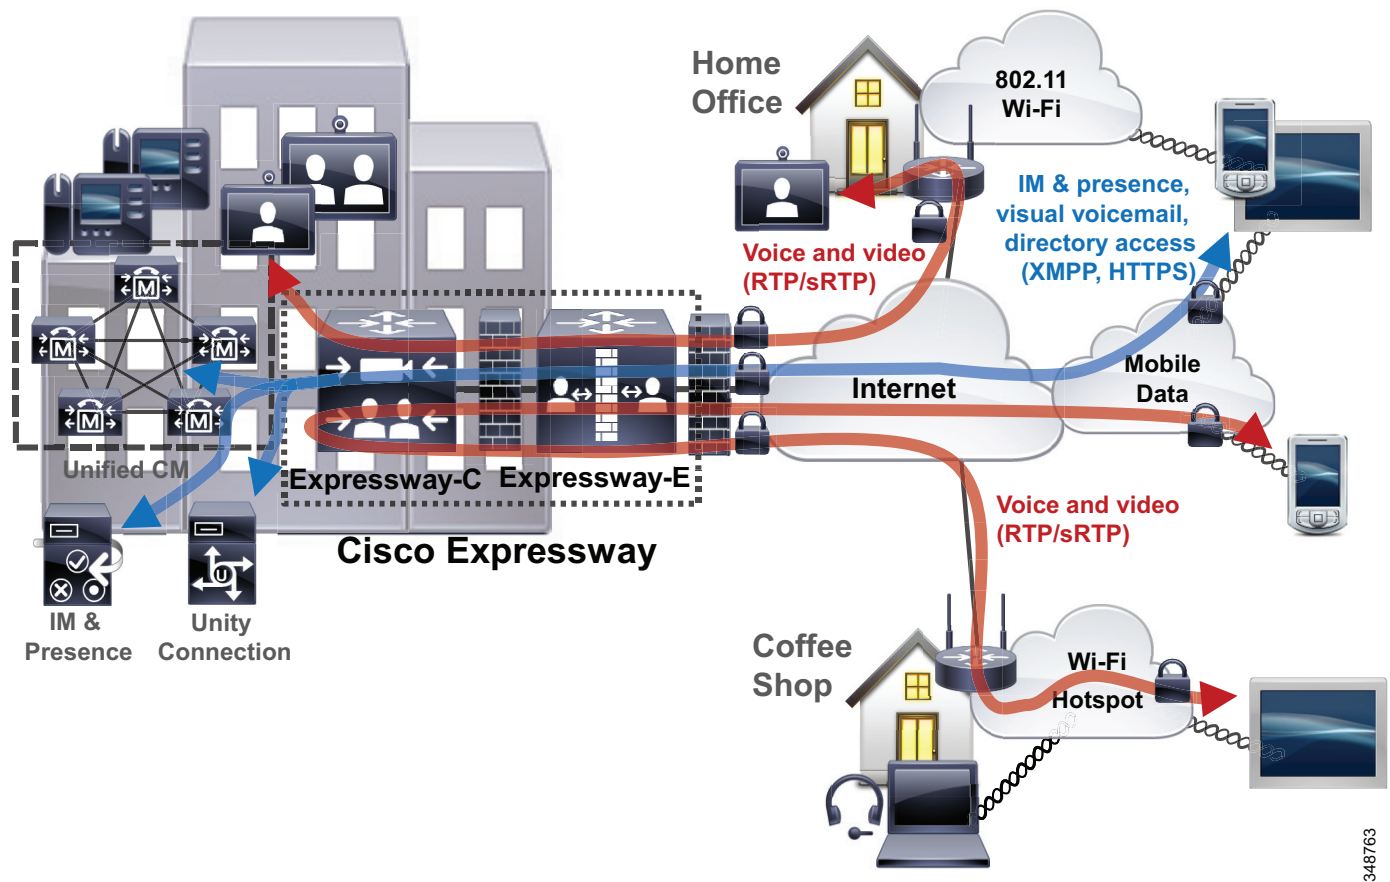 Home
Office
802.11
Wi-Fi
IM & presence,
visual voicemail,
directory access
(XMPP, HTTPS)
Voice and video
(RTP/sRTP)
M
M
M
M
M
Unified CM
Internet
Mobile
Data
Expressway-C
Expressway-E
Cisco Expressway
Voice and video
(RTP/sRTP)
U
IM &
Presence
Unity
Connection
Coffee
Shop
Wi-Fi
Hotspot
348763